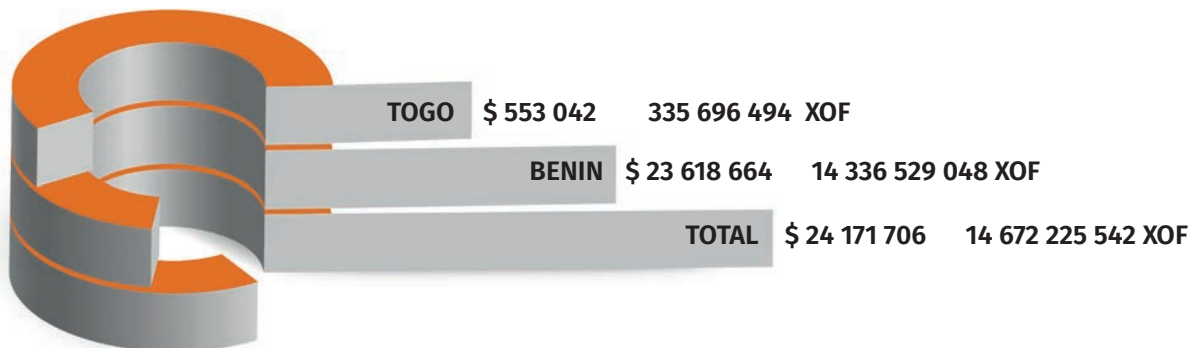 TOGO $ 553 042 335 696 494 XOF
BENIN $ 23 618 664 14 336 529 048 XOF
TOTAL $ 24 171 706 14 672 225 542 XOF